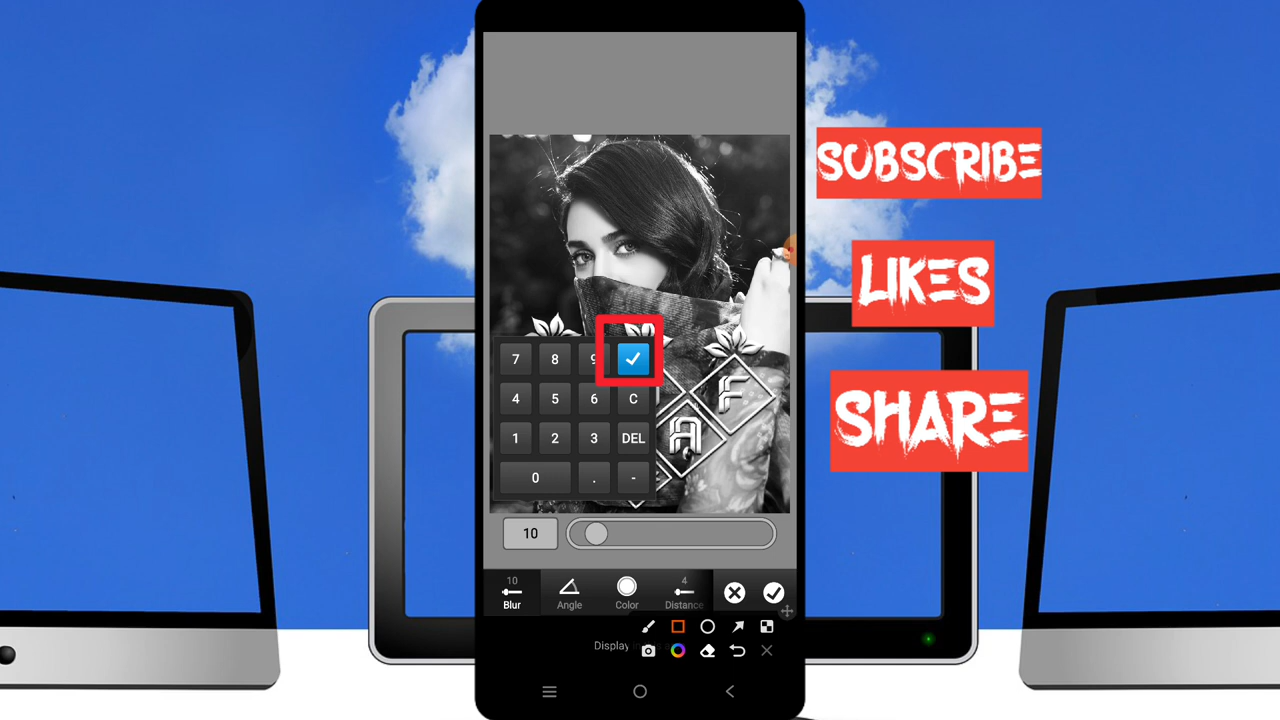 SUBSCRIBE
LIKES
SHARE
F
A
7 8 9
4 5 6 C
1 2 3 DEL
0 . -
10
10 4
Blur Angle Color Distance
Display